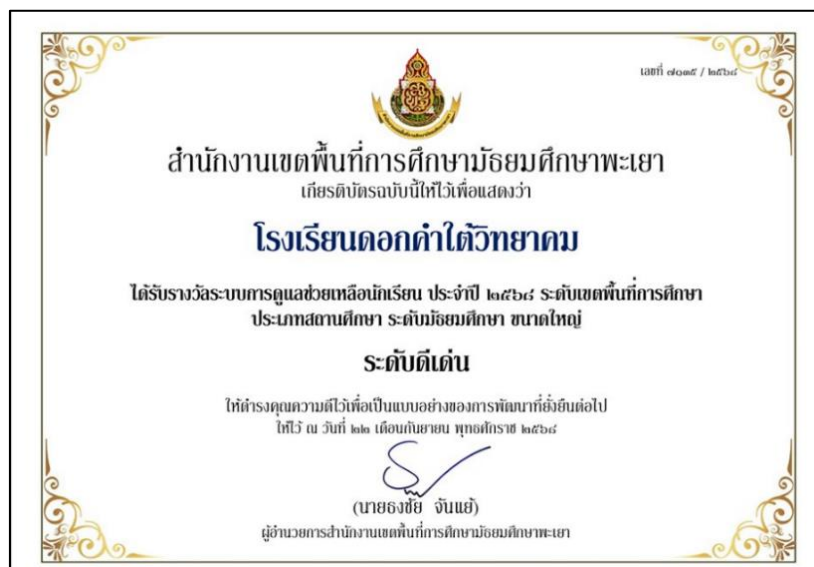 เลขที่ ๗๐๓๕ / ๒๕๖๘
สำนักงานเขตพื้นที่การศึกษามัธยมศึกษาพะเยา
เกียรติบัตรฉบับนี้ให้ไว้เพื่อแสดงว่า
โรงเรียนดอกคำใต้วิทยาคม
ได้รับรางวัลระบบการดูแลช่วยเหลือนักเรียน ประจำปี ๒๕๖๘ ระดับเขตพื้นที่การศึกษา
ประเภทสถานศึกษา ระดับมัธยมศึกษา ขนาดใหญ่
ระดับดีเด่น
ให้ดำรงคุณความดีไว้เพื่อเป็นแบบอย่างของการพัฒนาที่ยั่งยืนต่อไป
ให้ไว้ ณ วันที่ ๒๒ เดือนกันยายน พุทธศักราช ๒๕๖๘
(นายธงชัย จันแย้)
ผู้อำนวยการสำนักงานเขตพื้นที่การศึกษามัธยมศึกษาพะเยา